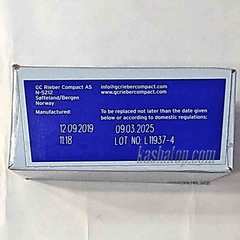 GC Rieber Compact AS
N-5212
Søfteland/Bergen
Norway
info@gcriebercompact.com
www.gcriebercompact.com
Manufactured:
To be replaced not later than the date given
below or according to domestic regulations:
12.09.2019
09.03.2025
11:18
LOT NO: L11937-4
kashalou.com